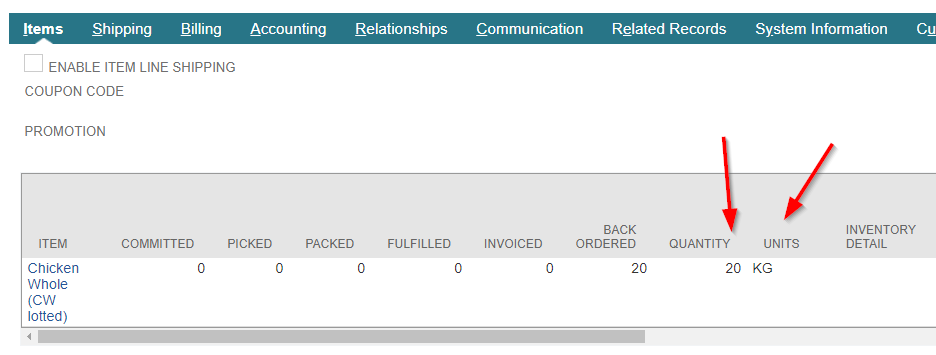 Items Shipping Billing Accounting Relationships Communication Related Records System Information Cu
ENABLE ITEM LINE SHIPPING
COUPON CODE
PROMOTION
ITEM COMMITTED PICKED PACKED FULFILLED INVOICED BACK ORDERED QUANTITY UNITS INVENTORY DETAIL
Chicken 0 0 0 0 0 20 20 KG
Whole
(CW
lotted)